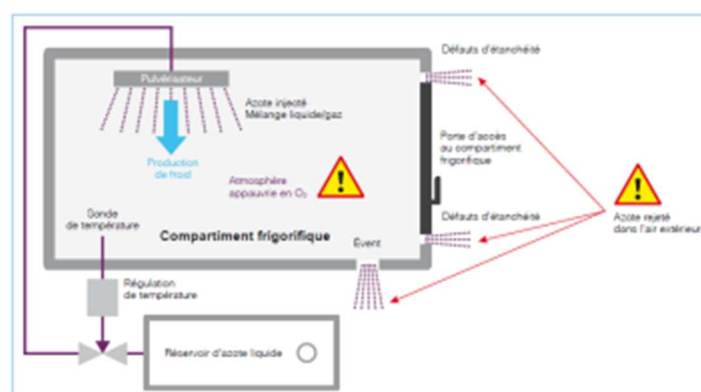 Pulvérisateur
Azote injecté
Mélange liquide/gaz
Production
de froid
Atmosphère
appauvrie en O₂
Sonde
de température
Compartiment frigorifique
Évent
Défauts d'étanchéité
Porte d'accès
au compartiment
frigorifique
Défauts d'étanchéité
Azote rejeté
dans l'air extérieur
Régulation
de température
Réservoir d'azote liquide